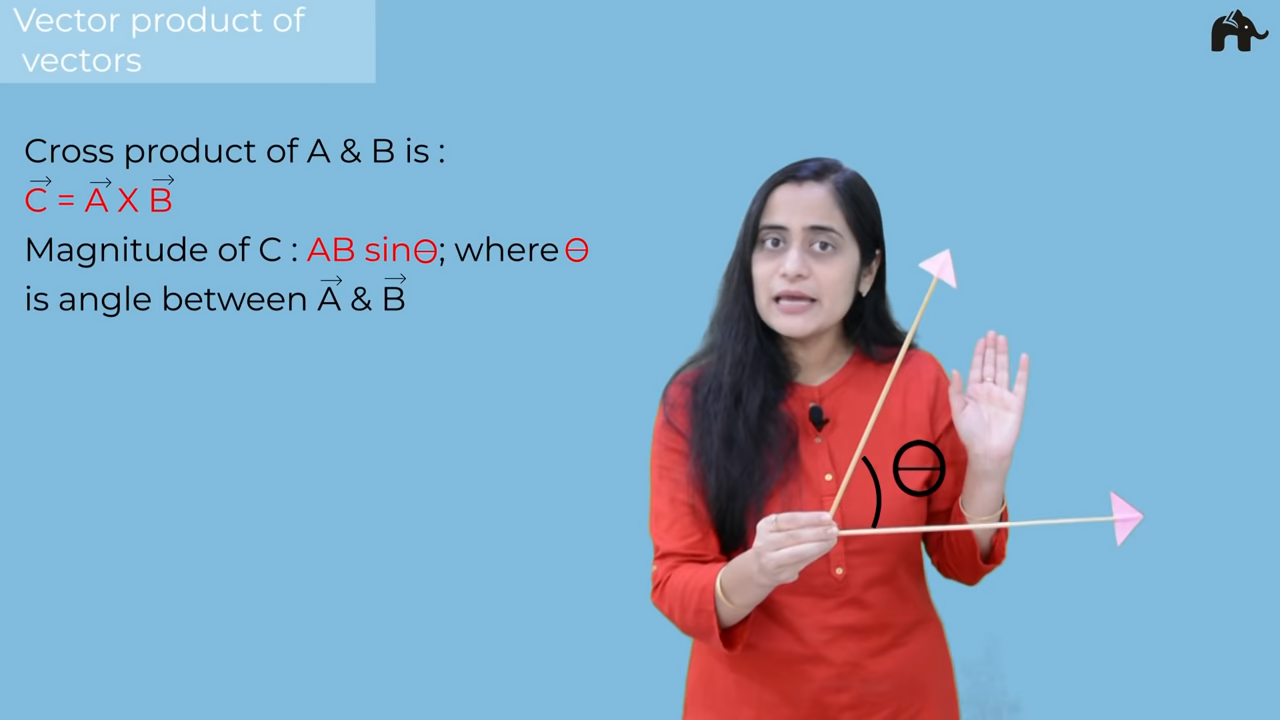 Vector product of
vectors
Cross product of A & B is :
C⃗ = A⃗ X B⃗
Magnitude of C : AB sinθ; where θ
is angle between A⃗ & B⃗
θ